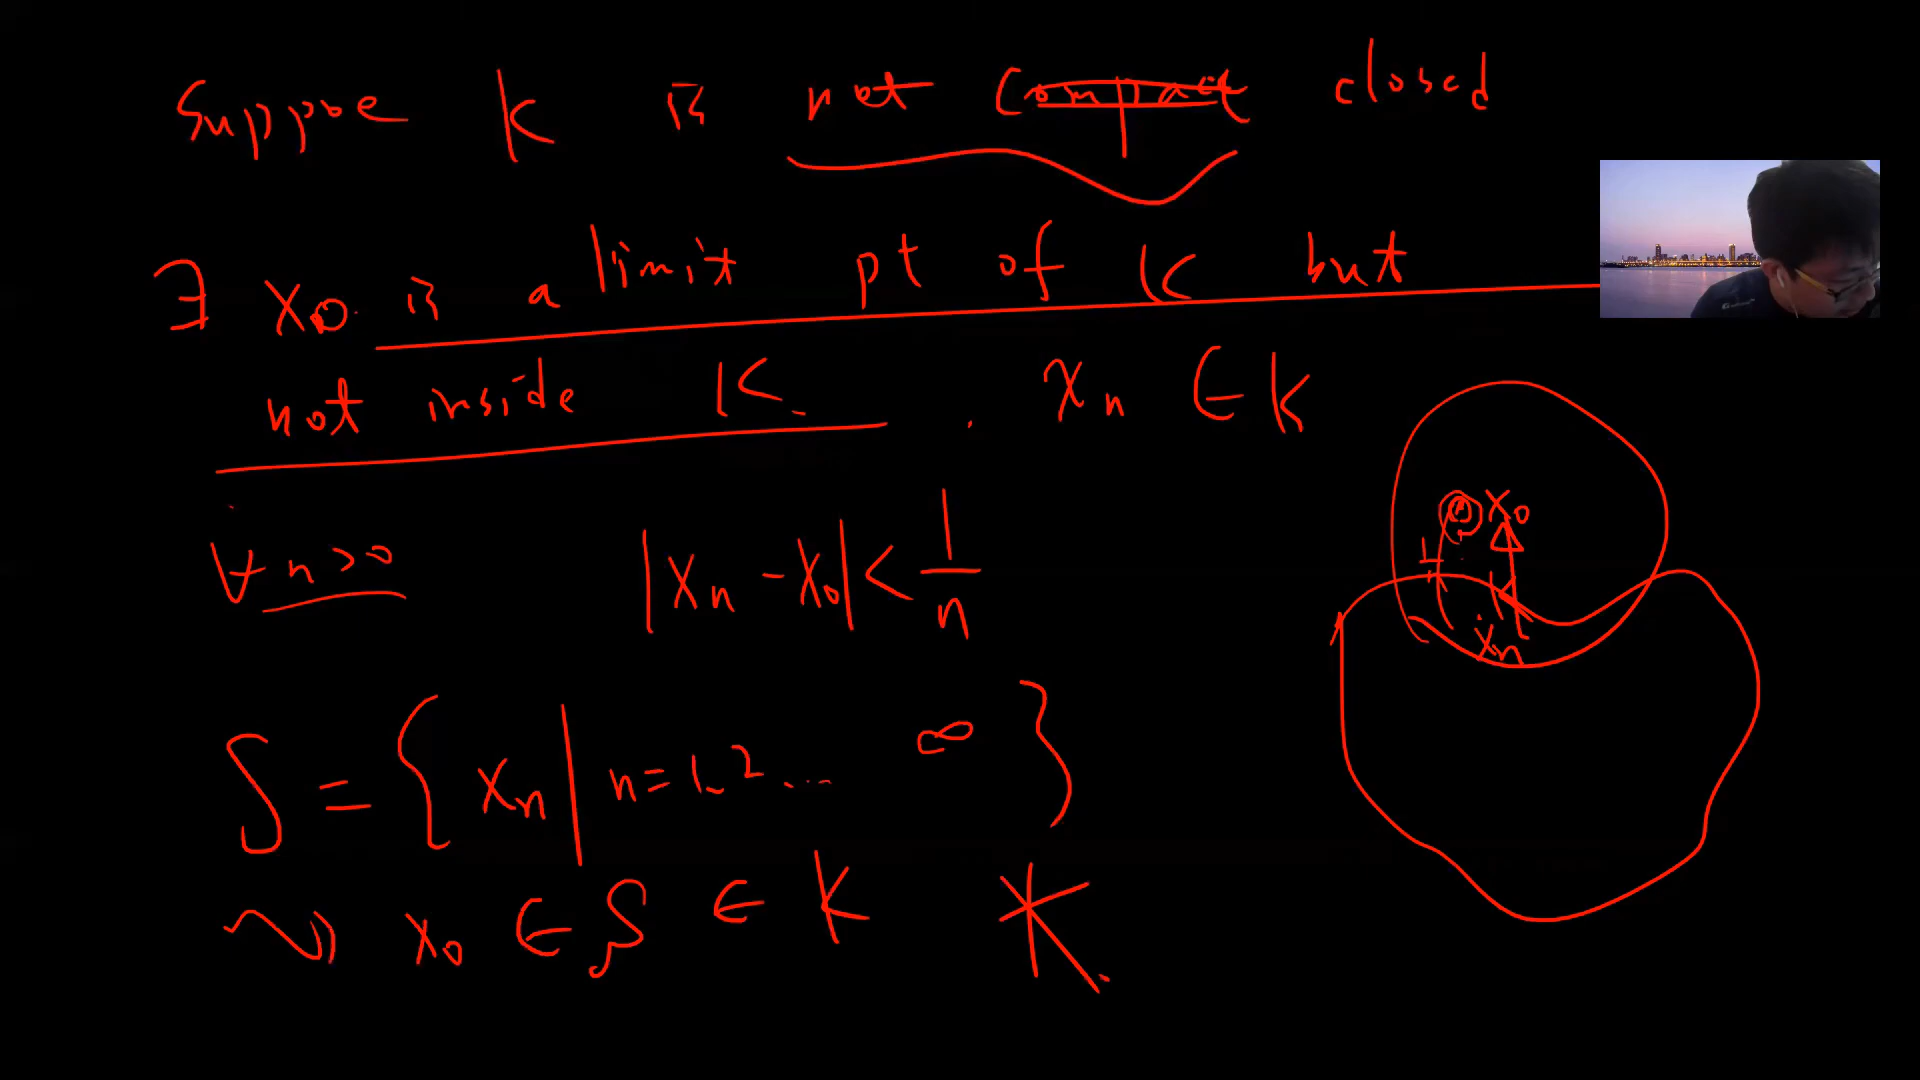 Suppose K is not compact closed
∃ x₀ is a limit pt of K but
not inside K. . xₙ ∈ K
∀ n > 0 |xₙ - x₀| < 1/n
S = { xₙ | n = 1, 2 ... ∞ }
x₀ ∈ S ∈ K
x₀
xₙ